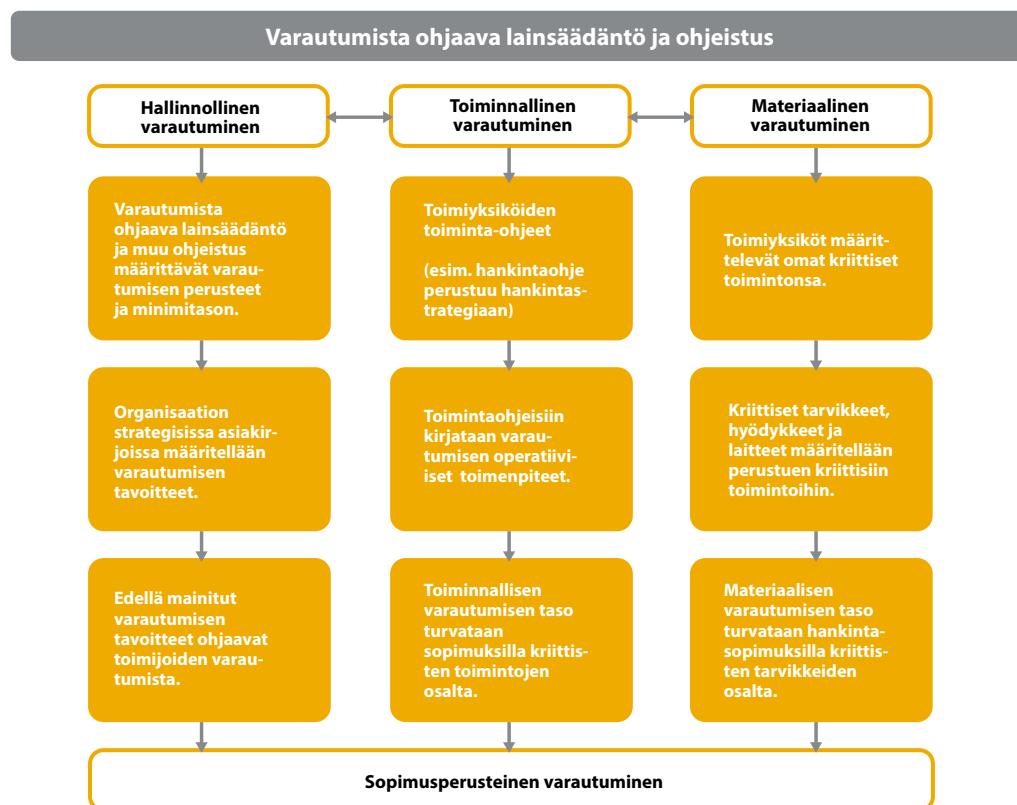 Varautumista ohjaava lainsäädäntö ja ohjeistus
Hallinnollinen
varautuminen
Toiminnallinen
varautuminen
Materiaalinen
varautuminen
Varautumista
ohjaava lainsäädäntö
ja muu ohjeistus
määrittävät varau-
tumisen perusteet
ja minimitason.
Toimiyksiköiden
toiminta-ohjeet
(esim. hankintaohje
perustuu hankintas-
trategiaan)
Toimiyksiköt määrit-
televät omat kriittiset
toimintonsa.
Organisaation
strategisissa asiakir-
joissa määritellään
varautumisen
tavoitteet.
Toimintaohjeisiin
kirjataan varau-
tumisen operatiivi-
iset toimenpiteet.
Kriittiset tarvikkeet,
hyödykkeet ja
laitteet määritellään
perustuen kriittisiin
toimintoihin.
Edellä mainitut
varautumisen
tavoitteet ohjaavat
toimijoiden varau-
tumista.
Toiminnallisen
varautumisen taso
turvataan
sopimuksilla kriittis-
ten toimintojen
osalta.
Materiaalisen
varautumisen taso
turvataan hankinta-
sopimuksilla kriittis-
ten tarvikkeiden
osalta.
Sopimusperusteinen varautuminen